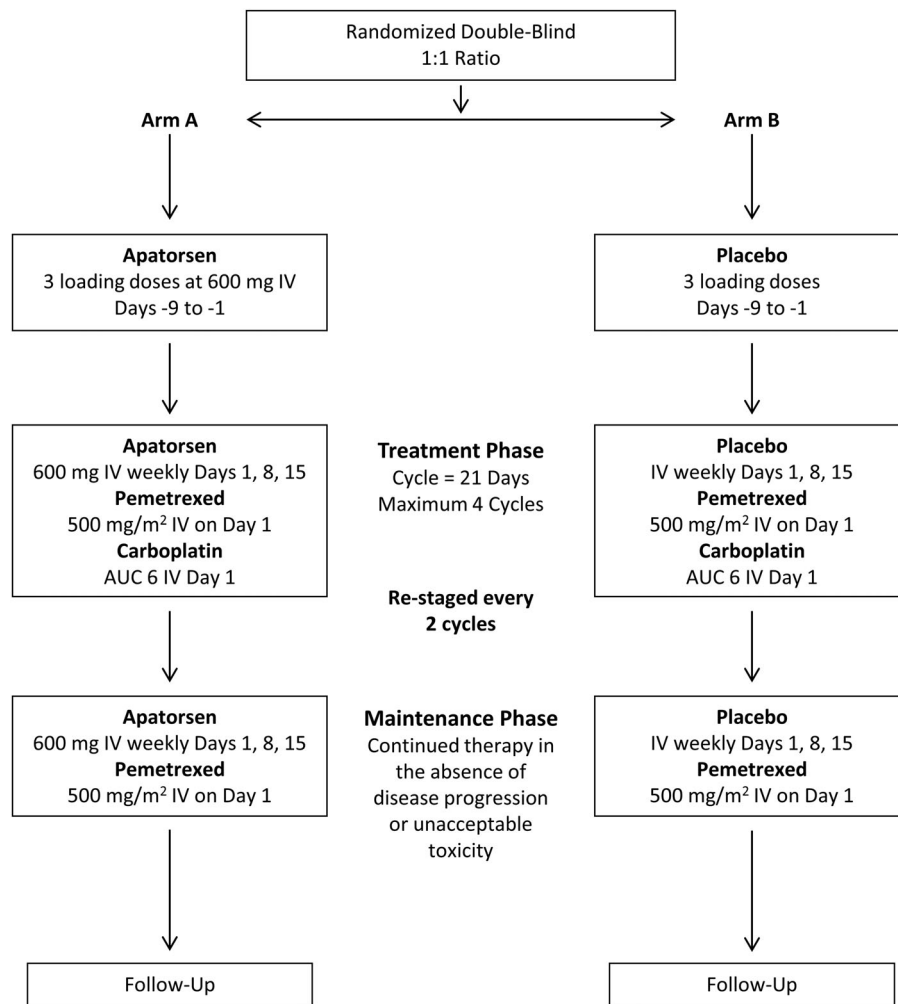 Randomized Double-Blind
1:1 Ratio
Arm A
Arm B
Apatorsen
3 loading doses at 600 mg IV
Days -9 to -1
Placebo
3 loading doses
Days -9 to -1
Apatorsen
600 mg IV weekly Days 1, 8, 15
Pemetrexed
500 mg/m² IV on Day 1
Carboplatin
AUC 6 IV Day 1
Treatment Phase
Cycle = 21 Days
Maximum 4 Cycles
Re-staged every
2 cycles
Placebo
IV weekly Days 1, 8, 15
Pemetrexed
500 mg/m² IV on Day 1
Carboplatin
AUC 6 IV Day 1
Apatorsen
600 mg IV weekly Days 1, 8, 15
Pemetrexed
500 mg/m² IV on Day 1
Maintenance Phase
Continued therapy in
the absence of
disease progression
or unacceptable
toxicity
Placebo
IV weekly Days 1, 8, 15
Pemetrexed
500 mg/m² IV on Day 1
Follow-Up
Follow-Up